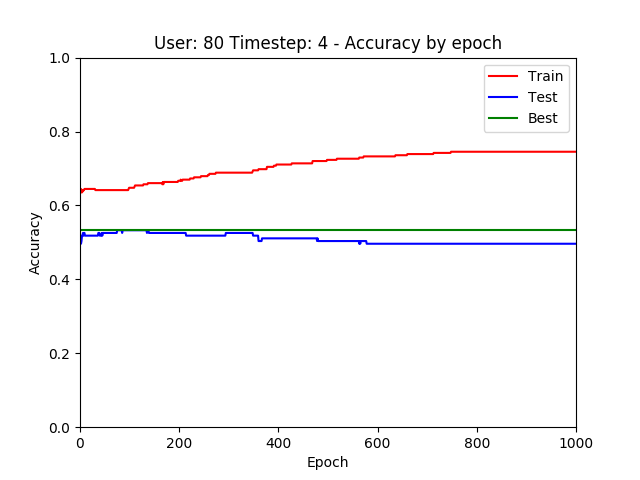 User: 80 Timestep: 4 - Accuracy by epoch
1.0
0.8
0.6
0.4
0.2
0.0
Accuracy
Train
Test
Best
0 200 400 600 800 1000
Epoch